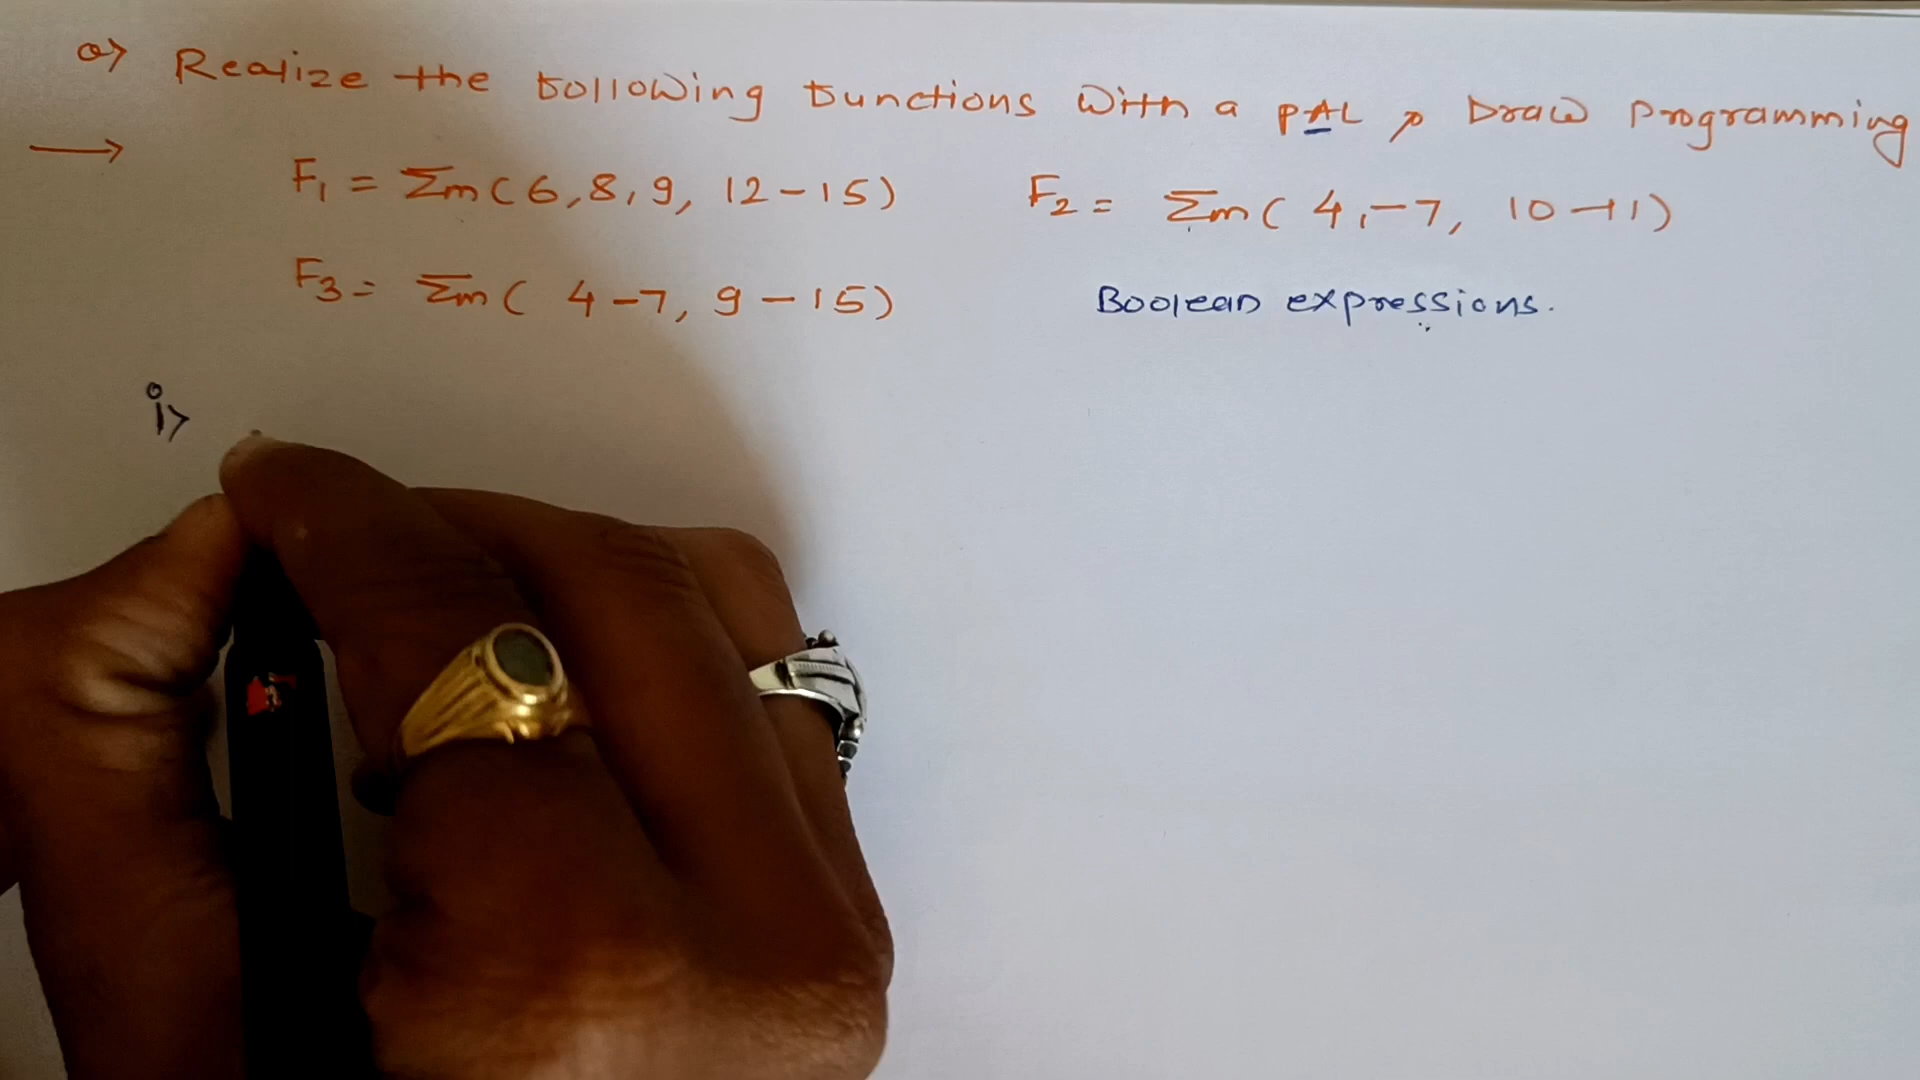 a> Realize the following functions with a PAL, Draw programming
→ F₁ = Σm(6,8,9, 12-15) F₂ = Σm( 4,-7, 10-11)
F₃= Σm( 4-7, 9-15) Boolean expressions.
i>